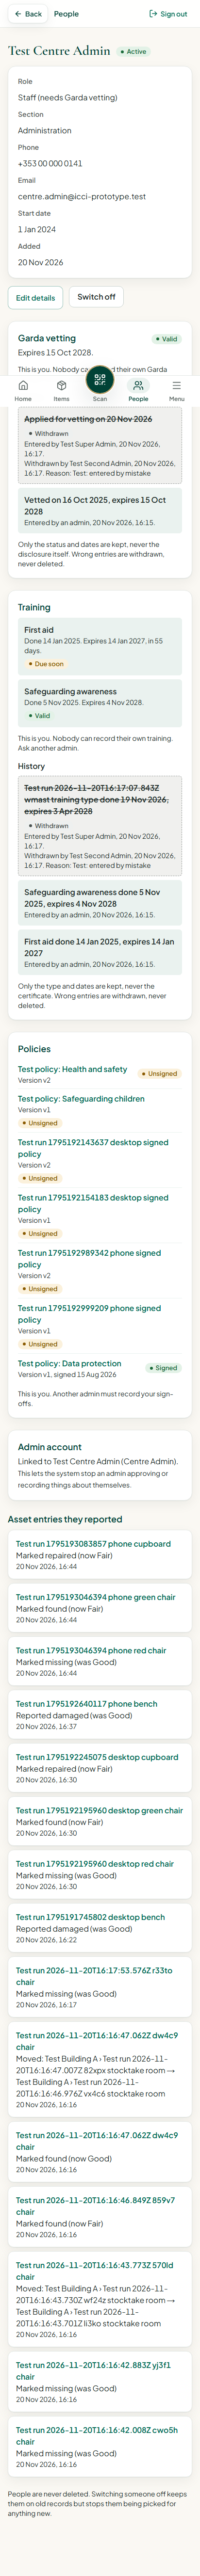 Back
People
Sign out
Test Centre Admin
Active
Role
Staff (needs Garda vetting)
Section
Administration
Phone
+353 00 000 0141
Email
centre.admin@icci-prototype.test
Start date
1 Jan 2024
Added
20 Nov 2026
Edit details
Switch off
Garda vetting
Valid
Expires 15 Oct 2028.
Home
Items
Scan
People
Menu
Applied for vetting 20 Nov 2026
Withdrawn
Entered by Test Super Admin, 20 Nov 2026,
16:17.
Withdrawn by Test Second Admin, 20 Nov 2026,
16:17. Reason: Test: entered by mistake
Vetted on 16 Oct 2025, expires 15 Oct
2028
Entered by an admin, 20 Nov 2026, 16:15.
Only the status and dates are kept, never the
disclosure itself. Wrong entries are withdrawn,
never deleted.
Training
First aid
Done 14 Jan 2025. Expires 14 Jan 2027, in 55
days.
Due soon
Safeguarding awareness
Done 5 Nov 2025. Expires 4 Nov 2028.
Valid
This is you. Nobody can record their own training.
Ask another admin.
History
Test run 2026-11-20T16:17:07.843Z
wmast training type done 19 Nov 2026,
expires 3 Apr 2028
Withdrawn
Entered by Test Super Admin, 20 Nov 2026,
16:17.
Withdrawn by Test Second Admin, 20 Nov 2026,
16:17. Reason: Test: entered by mistake
Safeguarding awareness done 5 Nov
2025, expires 4 Nov 2028
Entered by an admin, 20 Nov 2026, 16:15.
First aid done 14 Jan 2025, expires 14 Jan
2027
Entered by an admin, 20 Nov 2026, 16:15.
Only the type and dates are kept, never the
certificate. Wrong entries are withdrawn, never
deleted.
Policies
Test policy: Health and safety
Unsigned
Version v2
Test policy: Safeguarding children
Version v1
Unsigned
Test run 1795192143637 desktop signed
policy
Version v2
Unsigned
Test run 1795192154183 desktop signed
policy
Version v1
Unsigned
Test run 1795192989342 phone signed
policy
Version v2
Unsigned
Test run 1795192999209 phone signed
policy
Version v1
Unsigned
Test policy: Data protection
Signed
Version v1, signed 15 Aug 2026
This is you. Another admin must record your sign-
offs.
Admin account
Linked to Test Centre Admin (Centre Admin).
This lets the system stop an admin approving or
recording things about themselves.
Asset entries they reported
Test run 1795193083857 phone cupboard
Marked repaired (now Fair)
20 Nov 2026, 16:44
Test run 1795193046394 phone green chair
Marked found (now Fair)
20 Nov 2026, 16:44
Test run 1795193046394 phone red chair
Marked missing (was Good)
20 Nov 2026, 16:44
Test run 1795192640117 phone bench
Reported damaged (was Good)
20 Nov 2026, 16:37
Test run 1795192245075 desktop cupboard
Marked repaired (now Fair)
20 Nov 2026, 16:30
Test run 1795192195960 desktop green chair
Marked found (now Fair)
20 Nov 2026, 16:30
Test run 1795192195960 desktop red chair
Marked missing (was Good)
20 Nov 2026, 16:30
Test run 1795191745802 desktop bench
Reported damaged (was Good)
20 Nov 2026, 16:22
Test run 2026-11-20T16:17:53.576Z r33to
chair
Marked missing (was Good)
20 Nov 2026, 16:17
Test run 2026-11-20T16:16:47.062Z dw4c9
chair
Moved: Test Building A › Test run 2026-11-
20T16:16:47.007Z 82xpx stocktake room →
Test Building A › Test run 2026-11-
20T16:16:46.976Z vx4c6 stocktake room
20 Nov 2026, 16:16
Test run 2026-11-20T16:16:47.062Z dw4c9
chair
Marked found (now Good)
20 Nov 2026, 16:16
Test run 2026-11-20T16:16:46.849Z 859v7
chair
Marked found (now Fair)
20 Nov 2026, 16:16
Test run 2026-11-20T16:16:43.773Z 570ld
chair
Moved: Test Building A › Test run 2026-11-
20T16:16:43.730Z wf24z stocktake room →
Test Building A › Test run 2026-11-
20T16:16:43.701Z li3ko stocktake room
20 Nov 2026, 16:16
Test run 2026-11-20T16:16:42.883Z yj3f1
chair
Marked missing (was Good)
20 Nov 2026, 16:16
Test run 2026-11-20T16:16:42.008Z cwo5h
chair
Marked missing (was Good)
20 Nov 2026, 16:16
People are never deleted. Switching someone off keeps
them on old records but stops them being picked for
anything new.